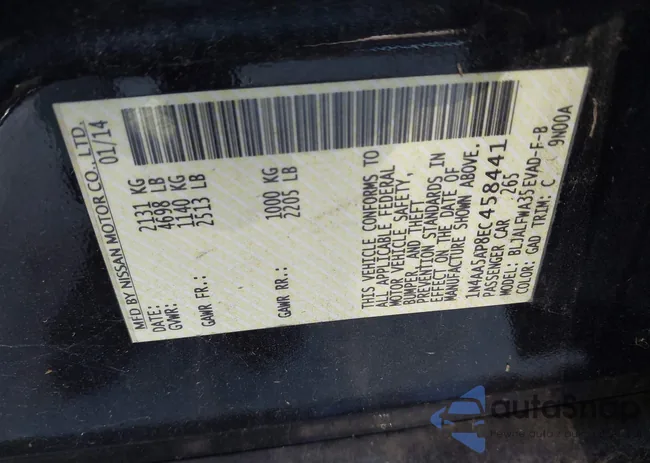 MFD BY NISSAN MOTOR CO., LTD.
DATE: 01/14
GVWR: 2131 KG
4698 LB
GAWR FR.: 1140 KG
2513 LB
GAWR RR.: 1000 KG
2205 LB
THIS VEHICLE CONFORMS TO
ALL APPLICABLE FEDERAL
MOTOR VEHICLE SAFETY,
BUMPER, AND THEFT
PREVENTION STANDARDS IN
EFFECT ON THE DATE OF
MANUFACTURE SHOWN ABOVE.
1N4AA5AP8EC458441
PASSENGER CAR 265
MODEL: BLJALFWA35EVAD-F-B
COLOR: GAD TRIM: C 9N00A
autoSnap